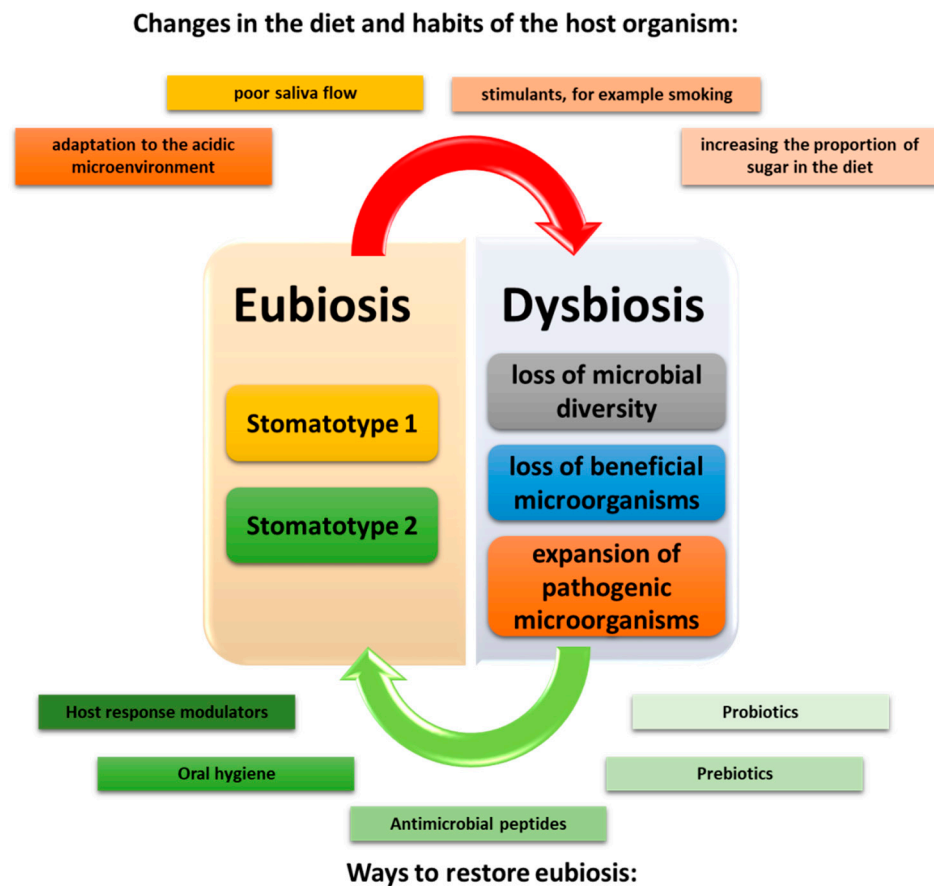 Changes in the diet and habits of the host organism:
poor saliva flow
stimulants, for example smoking
adaptation to the acidic
microenvironment
increasing the proportion of
sugar in the diet
Eubiosis
Stomatotype 1
Stomatotype 2
Dysbiosis
loss of microbial
diversity
loss of beneficial
microorganisms
expansion of
pathogenic
microorganisms
Host response modulators
Probiotics
Oral hygiene
Prebiotics
Antimicrobial peptides
Ways to restore eubiosis: